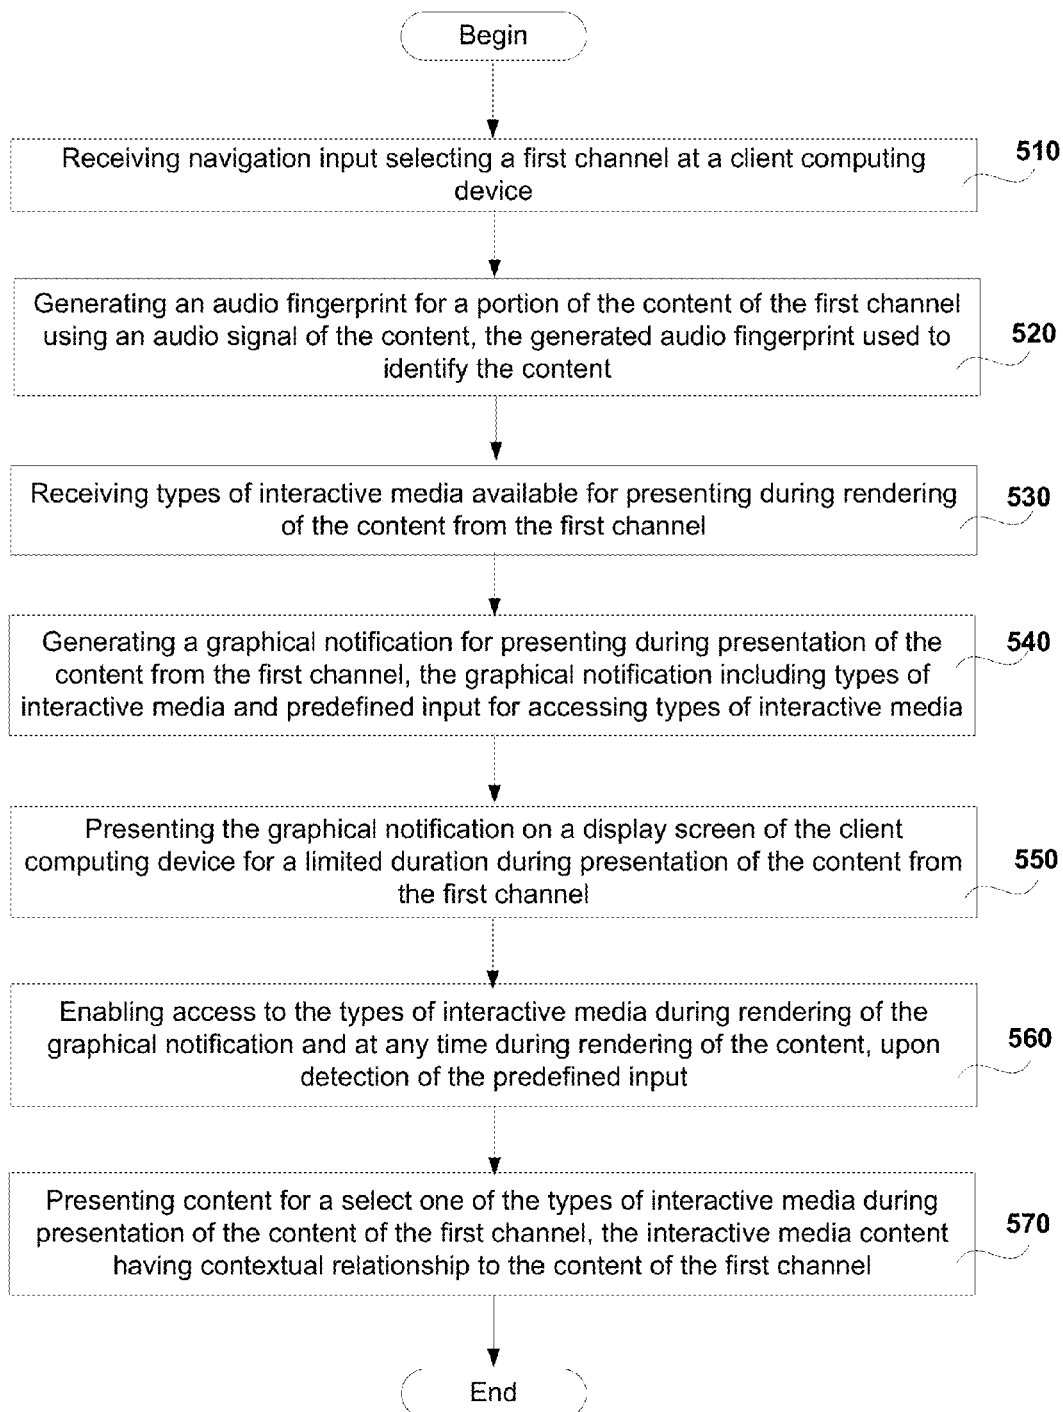 Begin
Receiving navigation input selecting a first channel at a client computing
device
510
Generating an audio fingerprint for a portion of the content of the first channel
using an audio signal of the content, the generated audio fingerprint used to
identify the content
520
Receiving types of interactive media available for presenting during rendering
of the content from the first channel
530
Generating a graphical notification for presenting during presentation of the
content from the first channel, the graphical notification including types of
interactive media and predefined input for accessing types of interactive media
540
Presenting the graphical notification on a display screen of the client
computing device for a limited duration during presentation of the content from
the first channel
550
Enabling access to the types of interactive media during rendering of the
graphical notification and at any time during rendering of the content, upon
detection of the predefined input
560
Presenting content for a select one of the types of interactive media during
presentation of the content of the first channel, the interactive media content
having contextual relationship to the content of the first channel
570
End